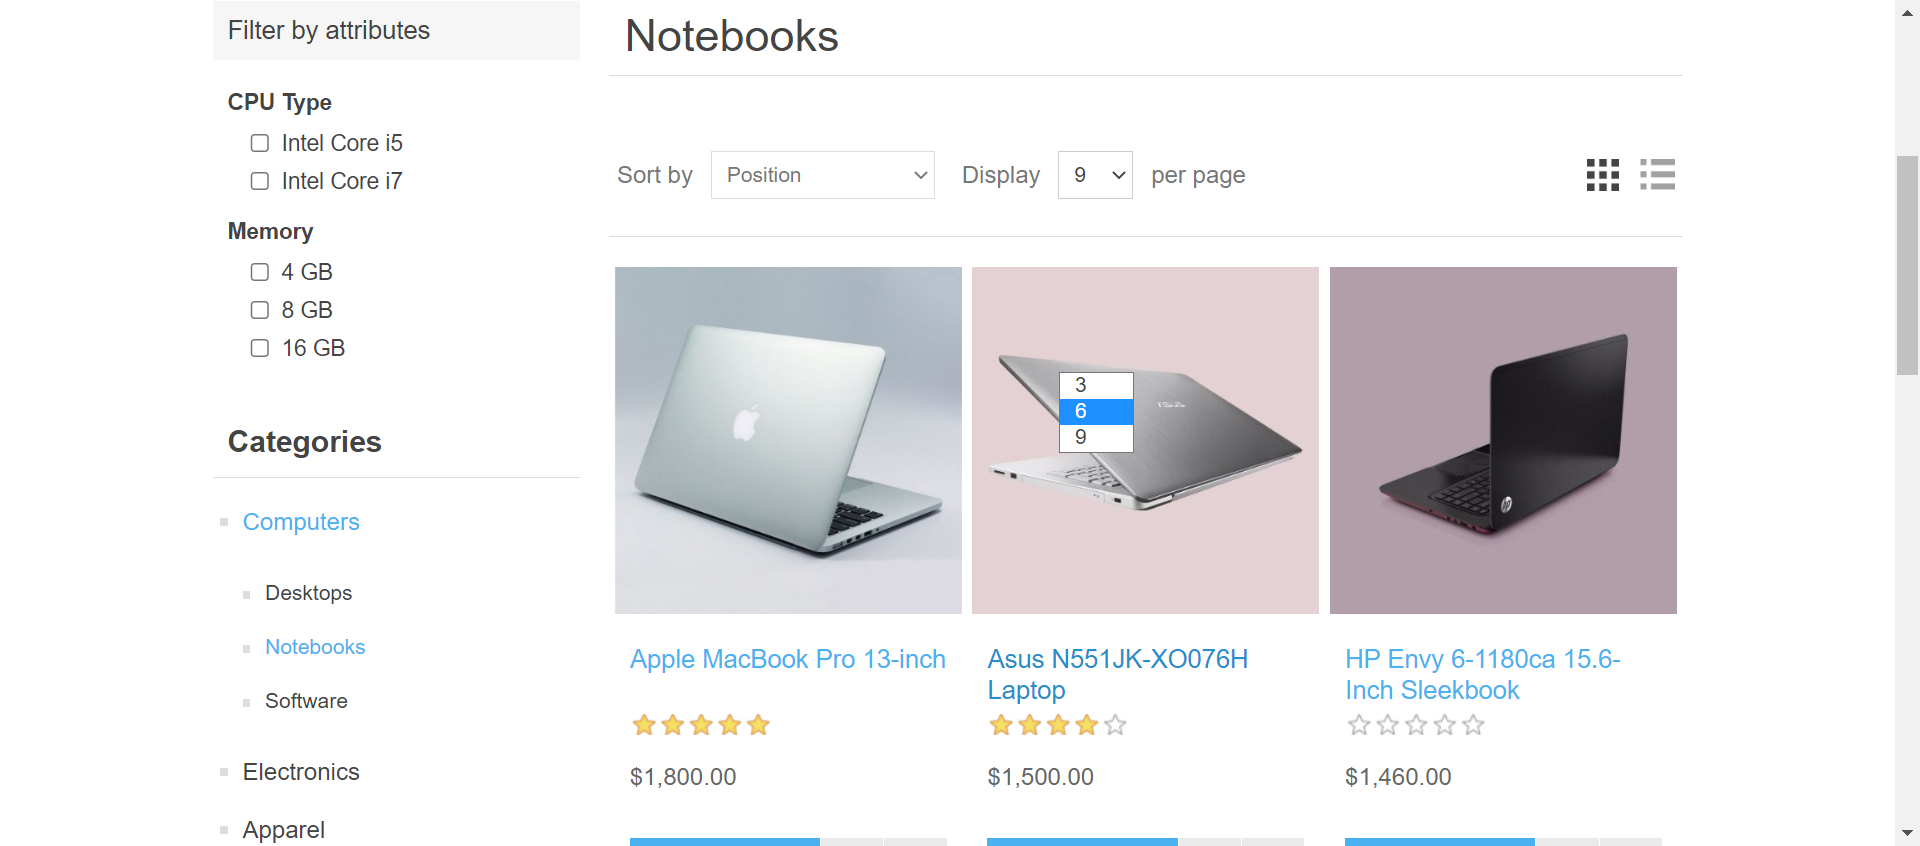 Filter by attributes
CPU Type
Intel Core i5
Intel Core i7
Memory
4 GB
8 GB
16 GB
Categories
Computers
Desktops
Notebooks
Software
Electronics
Apparel
Notebooks
Sort by Position Display 9 per page
3
6
9
ASUS
hp
Apple MacBook Pro 13-inch
Asus N551JK-XO076H
Laptop
HP Envy 6-1180ca 15.6-
Inch Sleekbook
$1,800.00
$1,500.00
$1,460.00